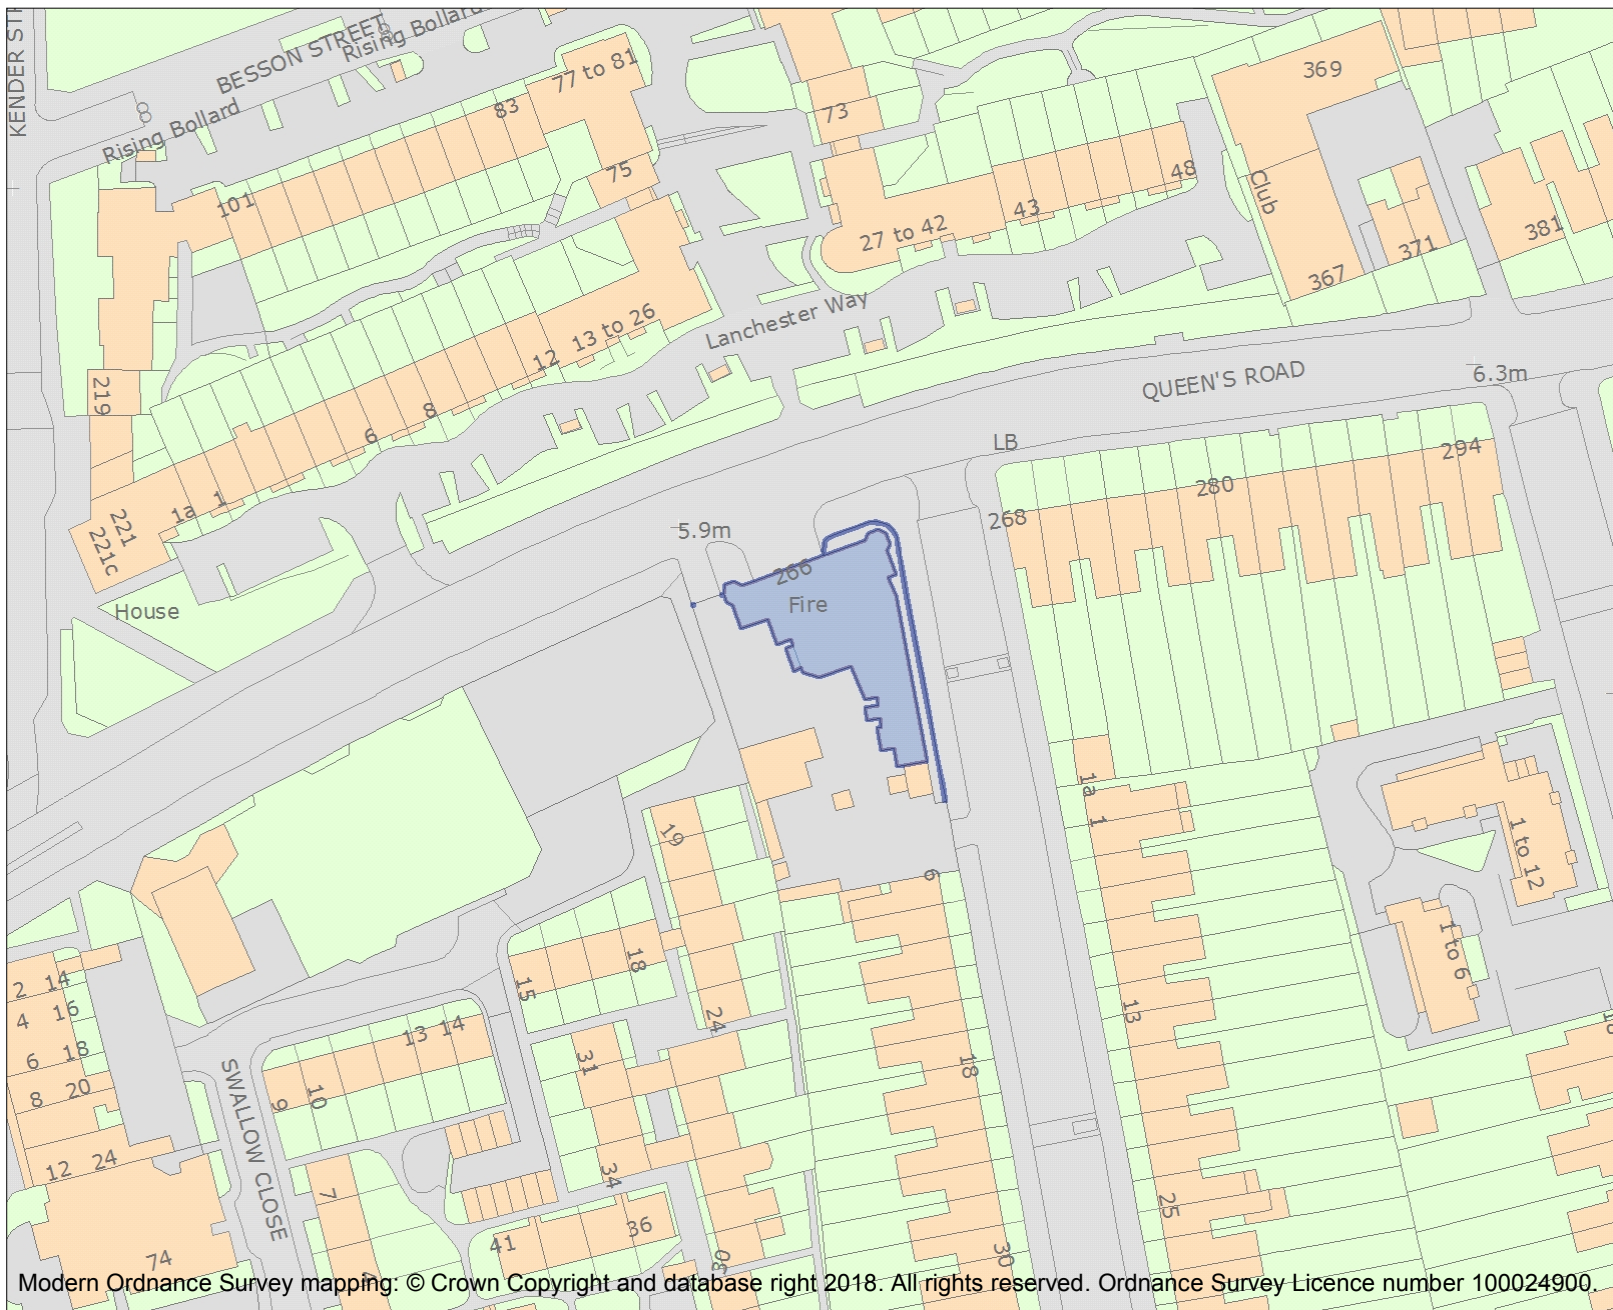 KENDER STR
BESSON STREET
Rising Bollard
Rising Bollard
77 to 81
83
73
75
101
369
48
43
27 to 42
Club
371
381
367
Lanchester Way
13 to 26
12
8
6
219
1
1a
221
221c
House
QUEEN'S ROAD
6.3m
LB
5.9m
268
280
294
266
Fire
1a
1
1 to 12
1 to 6
19
6
18
15
24
13
14
31
10
9
13
18
2
14
4
16
6
18
8
20
12
24
SWALLOW CLOSE
7
34
36
41
25
30
30
74
Modern Ordnance Survey mapping: © Crown Copyright and database right 2018. All rights reserved. Ordnance Survey Licence number 100024900.